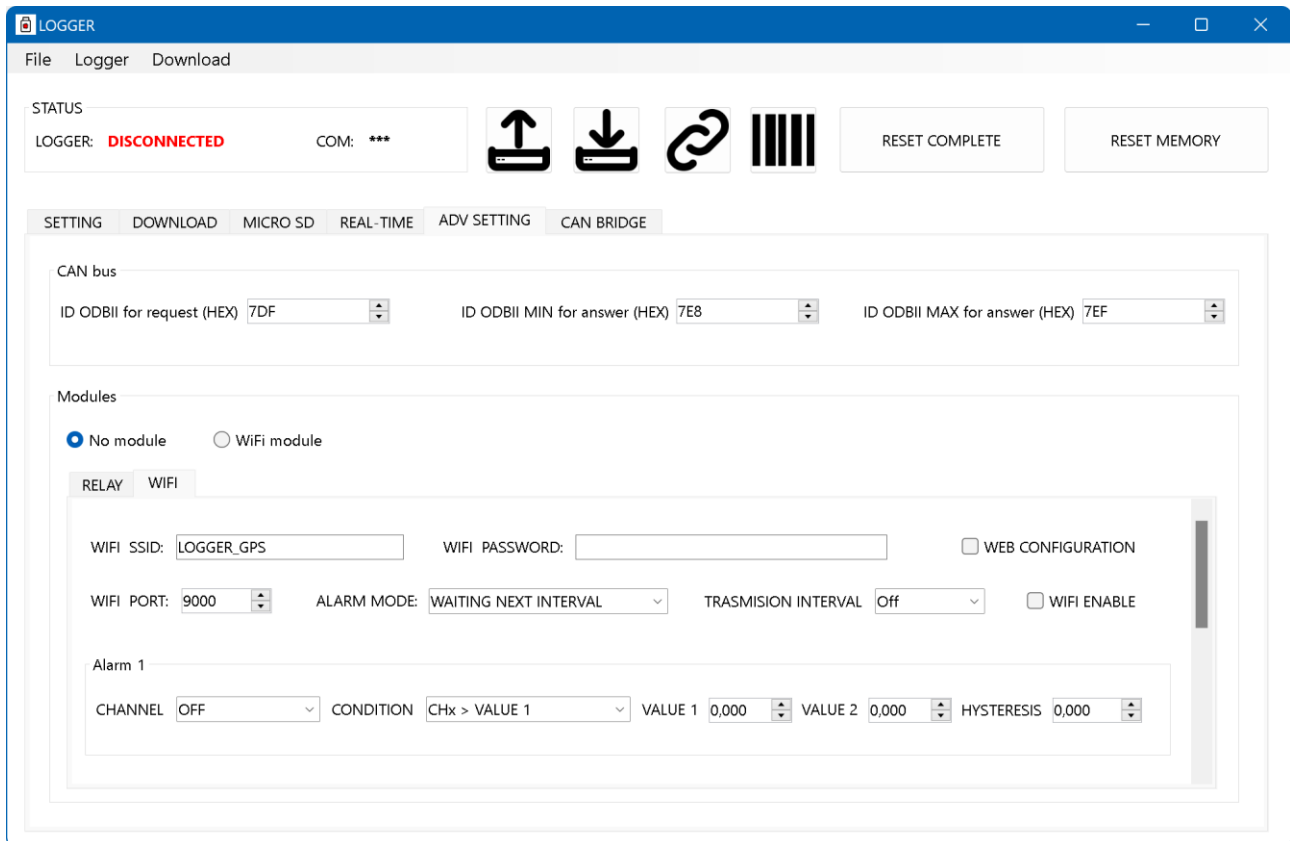 LOGGER
File Logger Download
STATUS
LOGGER: DISCONNECTED COM: ***
RESET COMPLETE RESET MEMORY
SETTING DOWNLOAD MICRO SD REAL-TIME ADV SETTING CAN BRIDGE
CAN bus
ID ODBII for request (HEX) 7DF ID ODBII MIN for answer (HEX) 7E8 ID ODBII MAX for answer (HEX) 7EF
Modules
No module WiFi module
RELAY WIFI
WIFI SSID: LOGGER_GPS WIFI PASSWORD: WEB CONFIGURATION
WIFI PORT: 9000 ALARM MODE: WAITING NEXT INTERVAL TRASMISION INTERVAL Off WIFI ENABLE
Alarm 1
CHANNEL OFF CONDITION CHx > VALUE 1 VALUE 1 0,000 VALUE 2 0,000 HYSTERESIS 0,000